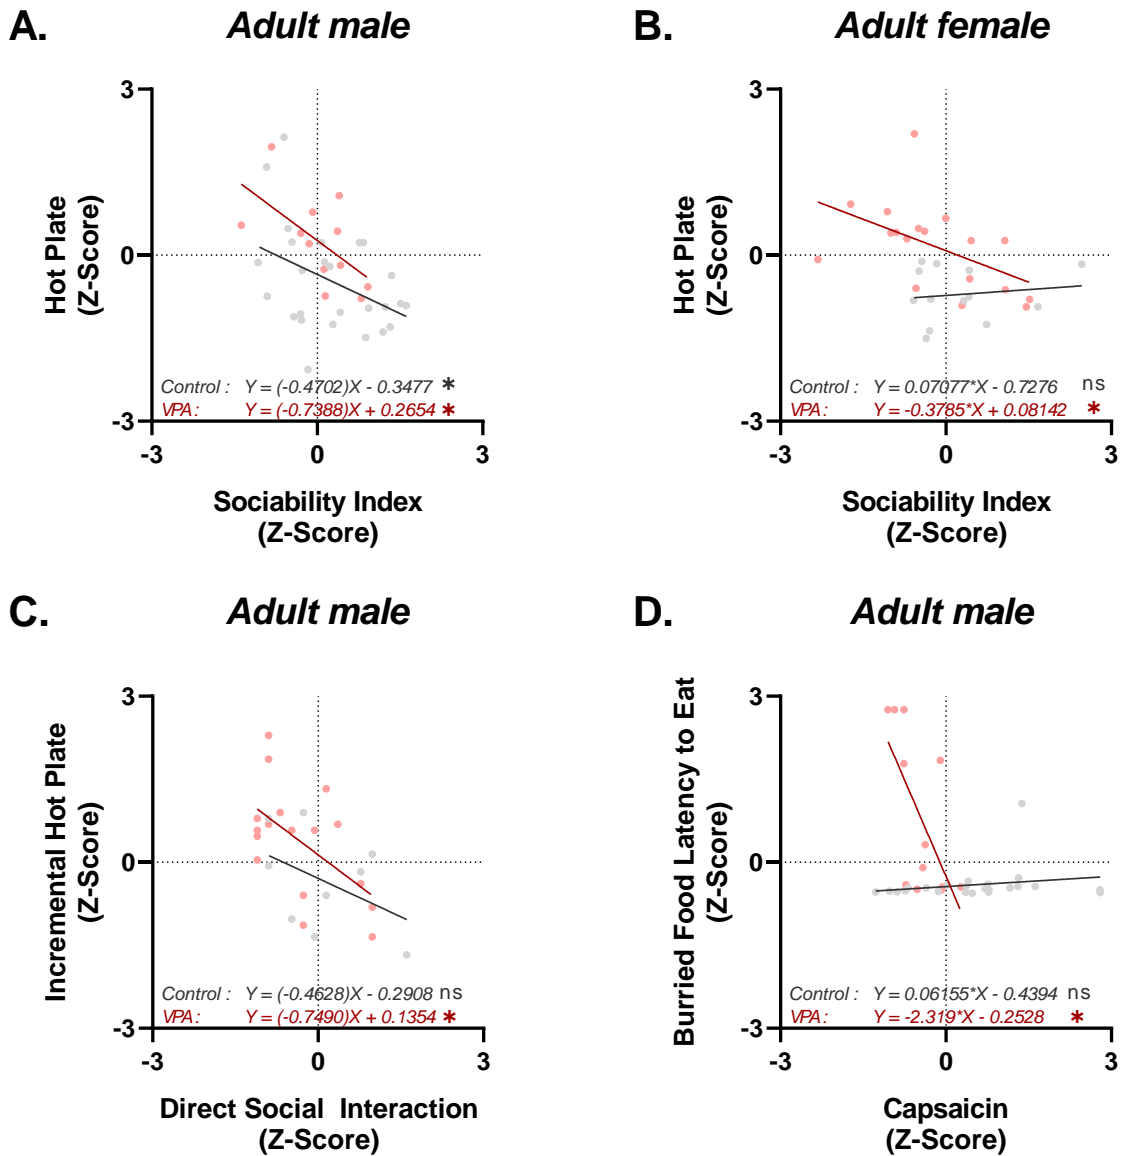 A.
Adult male
3
0
-3
Hot Plate
(Z-Score)
Control : Y = (-0.4702)X - 0.3477 *
VPA : Y = (-0.7388)X + 0.2654 *
-3 0 3
Sociability Index
(Z-Score)
B.
Adult female
3
0
-3
Hot Plate
(Z-Score)
Control : Y = 0.07077*X - 0.7276 ns
VPA : Y = -0.3785*X + 0.08142 *
-3 0 3
Sociability Index
(Z-Score)
C.
Adult male
3
0
-3
Incremental Hot Plate
(Z-Score)
Control : Y = (-0.4628)X - 0.2908 ns
VPA : Y = (-0.7490)X + 0.1354 *
-3 0 3
Direct Social Interaction
(Z-Score)
D.
Adult male
3
0
-3
Burried Food Latency to Eat
(Z-Score)
Control : Y = 0.06155*X - 0.4394 ns
VPA : Y = -2.319*X - 0.2528 *
-3 0 3
Capsaicin
(Z-Score)